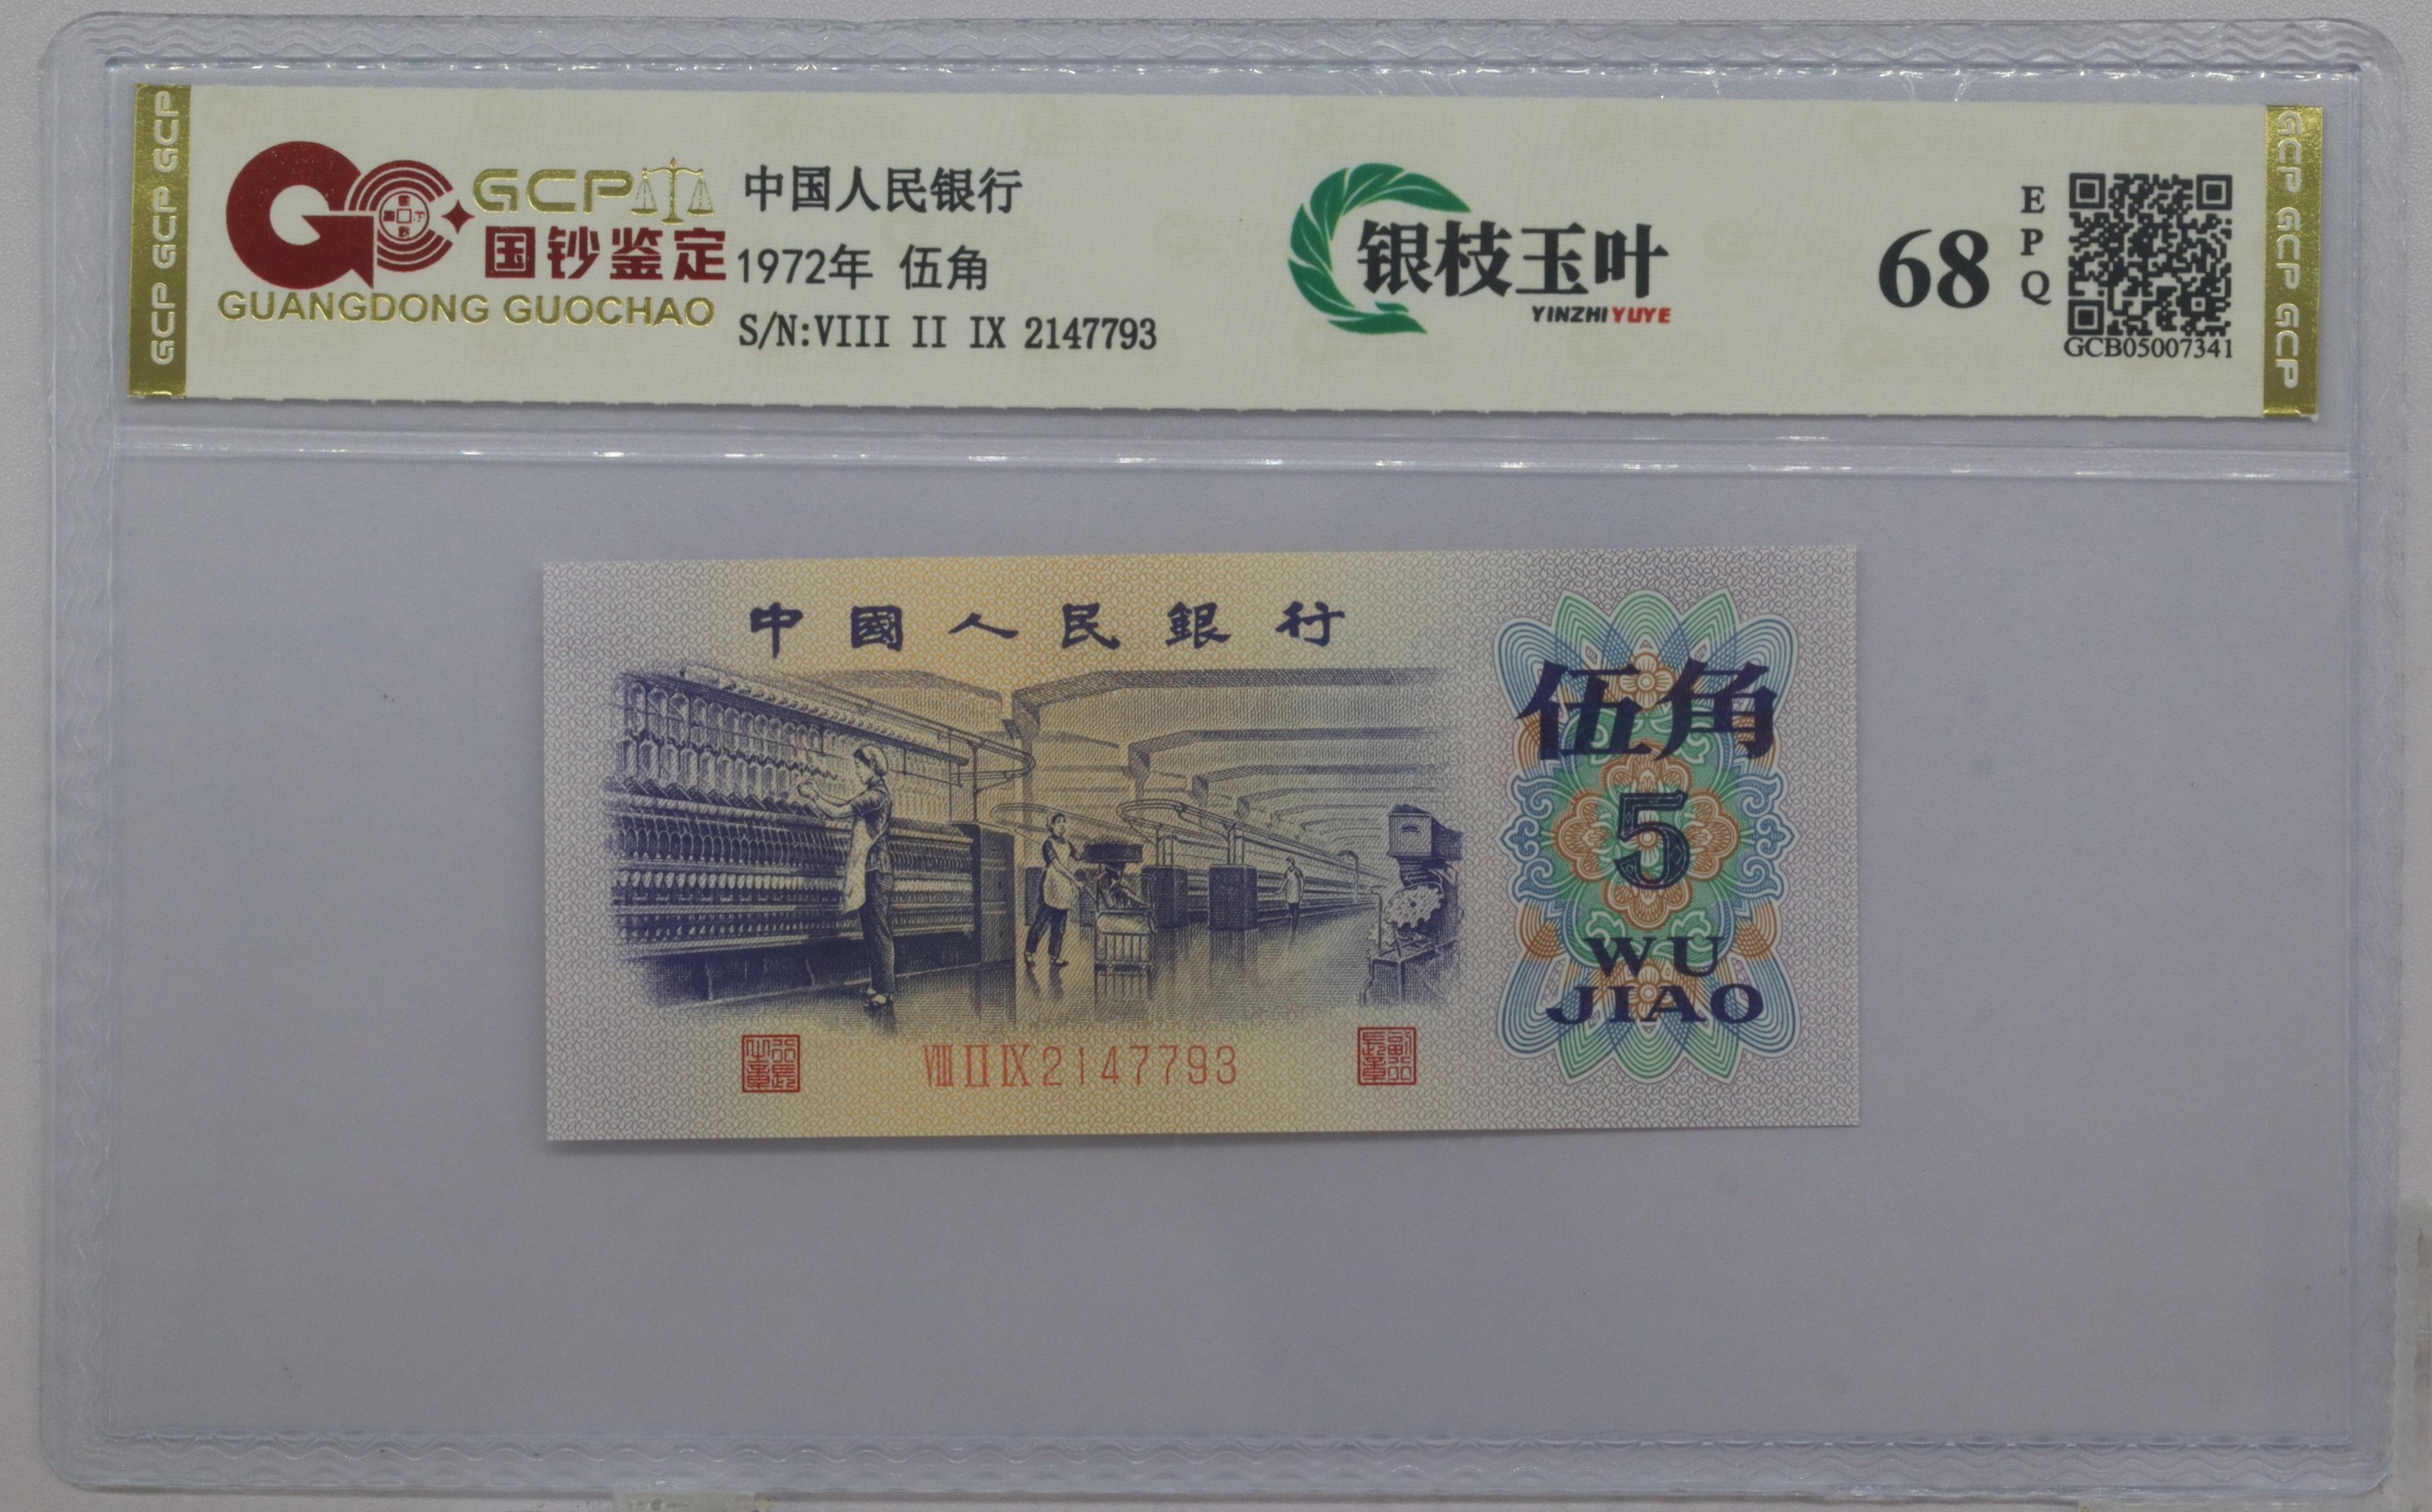 GCP GCP GCP
GCP
国钞鉴定
GUANGDONG GUOCHAO
中国人民银行
1972年 伍角
S/N:VIII II IX 2147793
银枝玉叶
YINZHIYUYE
68
EPQ
GCB05007341
GCP GCP GCP
中國人民銀行
伍角
5
WU
JIAO
VIII II IX 2147793